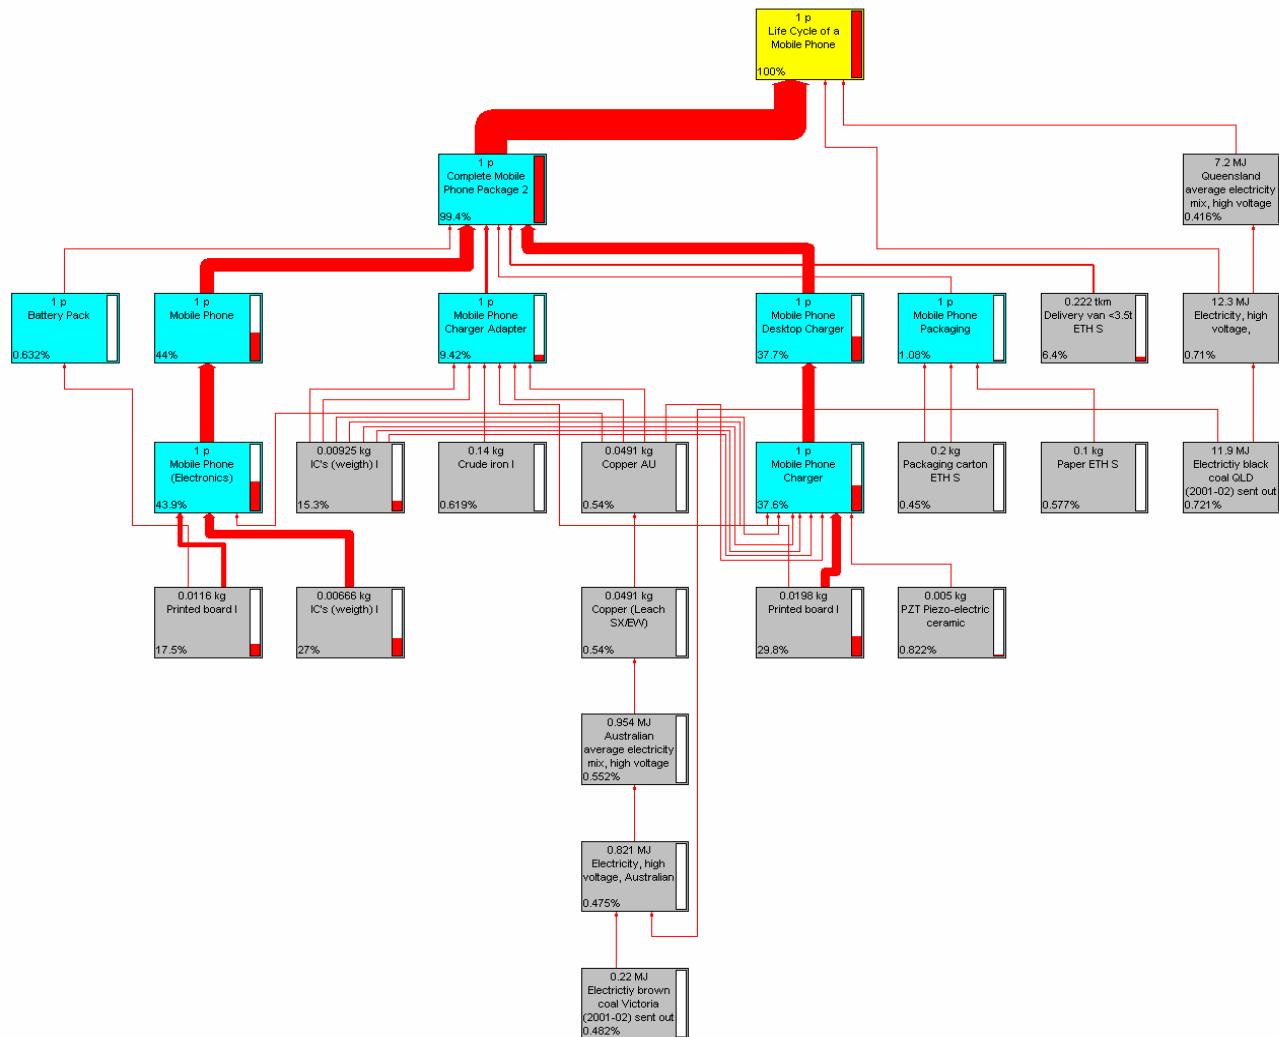 1 p
Life Cycle of a
Mobile Phone
100%
1 p
Complete Mobile
Phone Package 2
99.4%
7.2 MJ
Queensland
average electricity
mix, high voltage
0.416%
1 p
Battery Pack
0.632%
1 p
Mobile Phone
44%
1 p
Mobile Phone
Charger Adapter
9.42%
1 p
Mobile Phone
Desktop Charger
37.7%
1 p
Mobile Phone
Packaging
1.08%
0.222 tkm
Delivery van <3.5t
ETH S
6.4%
12.3 MJ
Electricity, high
voltage,
0.71%
1 p
Mobile Phone
(Electronics)
43.9%
0.00925 kg
IC's (weigth) I
15.3%
0.14 kg
Crude iron I
0.619%
0.0491 kg
Copper AU
0.54%
1 p
Mobile Phone
Charger
37.6%
0.2 kg
Packaging carton
ETH S
0.45%
0.1 kg
Paper ETH S
0.577%
11.9 MJ
Electrictiy black
coal QLD
(2001-02) sent out
0.721%
0.0116 kg
Printed board I
17.5%
0.00666 kg
IC's (weigth) I
27%
0.0491 kg
Copper (Leach
SX/EW)
0.54%
0.0198 kg
Printed board I
29.8%
0.005 kg
PZT Piezo-electric
ceramic
0.822%
0.954 MJ
Australian
average electricity
mix, high voltage
0.552%
0.821 MJ
Electricity, high
voltage, Australian
0.475%
0.22 MJ
Electrictiy brown
coal Victoria
(2001-02) sent out
0.482%